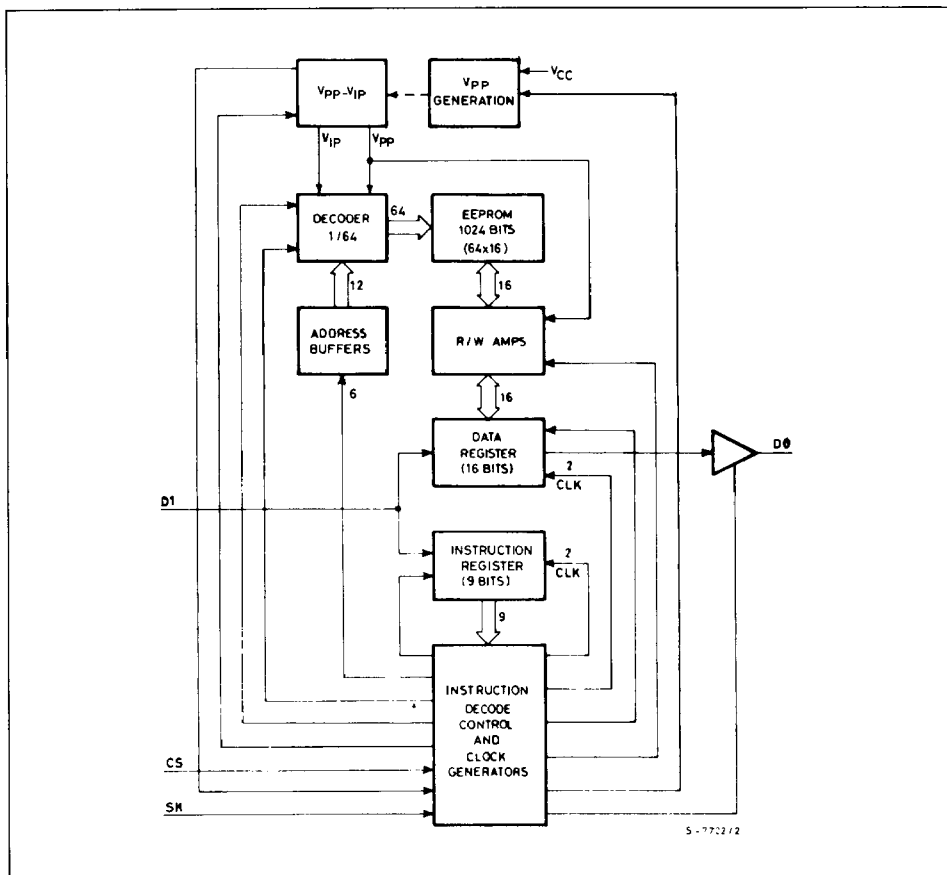 VPP-VIP
VPP
GENERATION
VCC
VIP
VPP
DECODER
1/64
64
EEPROM
1024 BITS
(64x16)
12
16
ADDRESS
BUFFERS
R/W AMPS
6
16
DATA
REGISTER
(16 BITS)
2
CLK
DØ
DI
INSTRUCTION
REGISTER
(9 BITS)
2
CLK
9
INSTRUCTION
DECODE
CONTROL
AND
CLOCK
GENERATORS
CS
SK